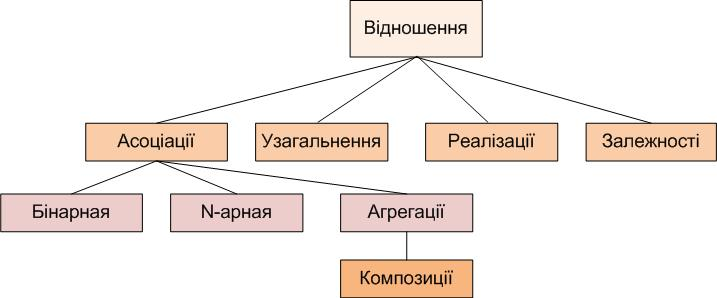 Відношення
Асоціації
Узагальнення
Реалізації
Залежності
Бінарная
N-арная
Агрегації
Композиції